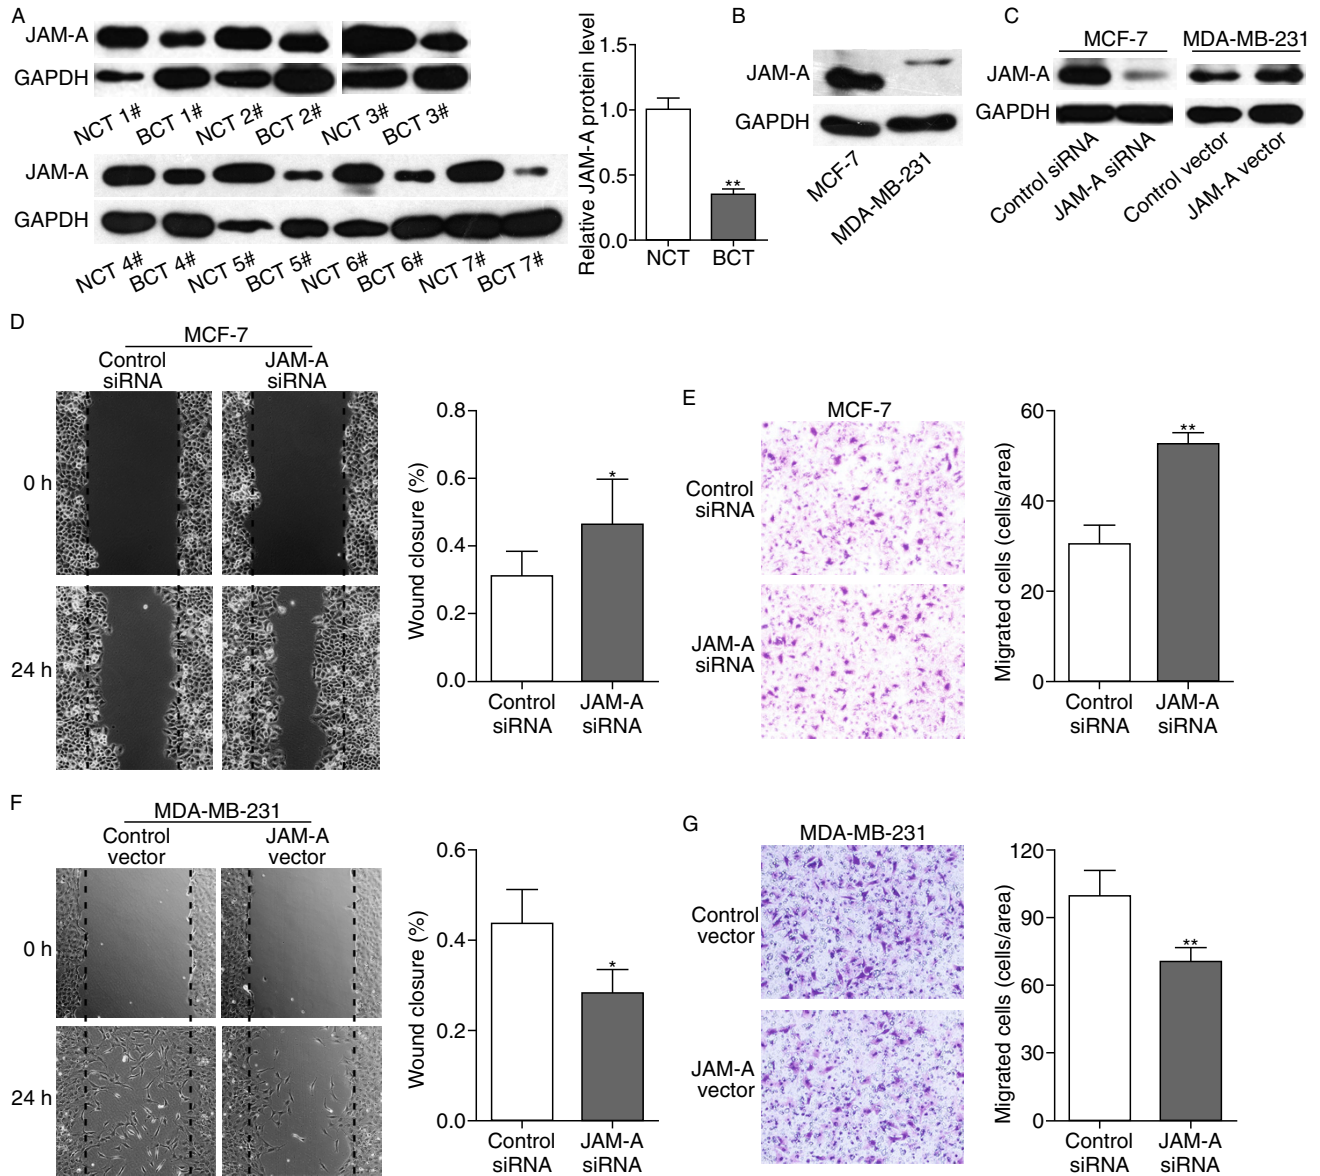 A
JAM-A
GAPDH
NCT 1#
BCT 1#
NCT 2#
BCT 2#
NCT 3#
BCT 3#
JAM-A
GAPDH
NCT 4#
BCT 4#
NCT 5#
BCT 5#
NCT 6#
BCT 6#
NCT 7#
BCT 7#
Relative JAM-A protein level
1.5
1.0
0.5
0.0
**
NCT
BCT
B
JAM-A
GAPDH
MCF-7
MDA-MB-231
C
MCF-7
MDA-MB-231
JAM-A
GAPDH
Control siRNA
JAM-A siRNA
Control vector
JAM-A vector
D
MCF-7
Control
siRNA
JAM-A
siRNA
0 h
24 h
Wound closure (%)
0.8
0.6
0.4
0.2
0.0
*
Control
siRNA
JAM-A
siRNA
E
MCF-7
Control
siRNA
JAM-A
siRNA
Migrated cells (cells/area)
60
40
20
0
**
Control
siRNA
JAM-A
siRNA
F
MDA-MB-231
Control
vector
JAM-A
vector
0 h
24 h
Wound closure (%)
0.6
0.4
0.2
0.0
*
Control
siRNA
JAM-A
siRNA
G
MDA-MB-231
Control
vector
JAM-A
vector
Migrated cells (cells/area)
120
90
60
30
0
**
Control
siRNA
JAM-A
siRNA